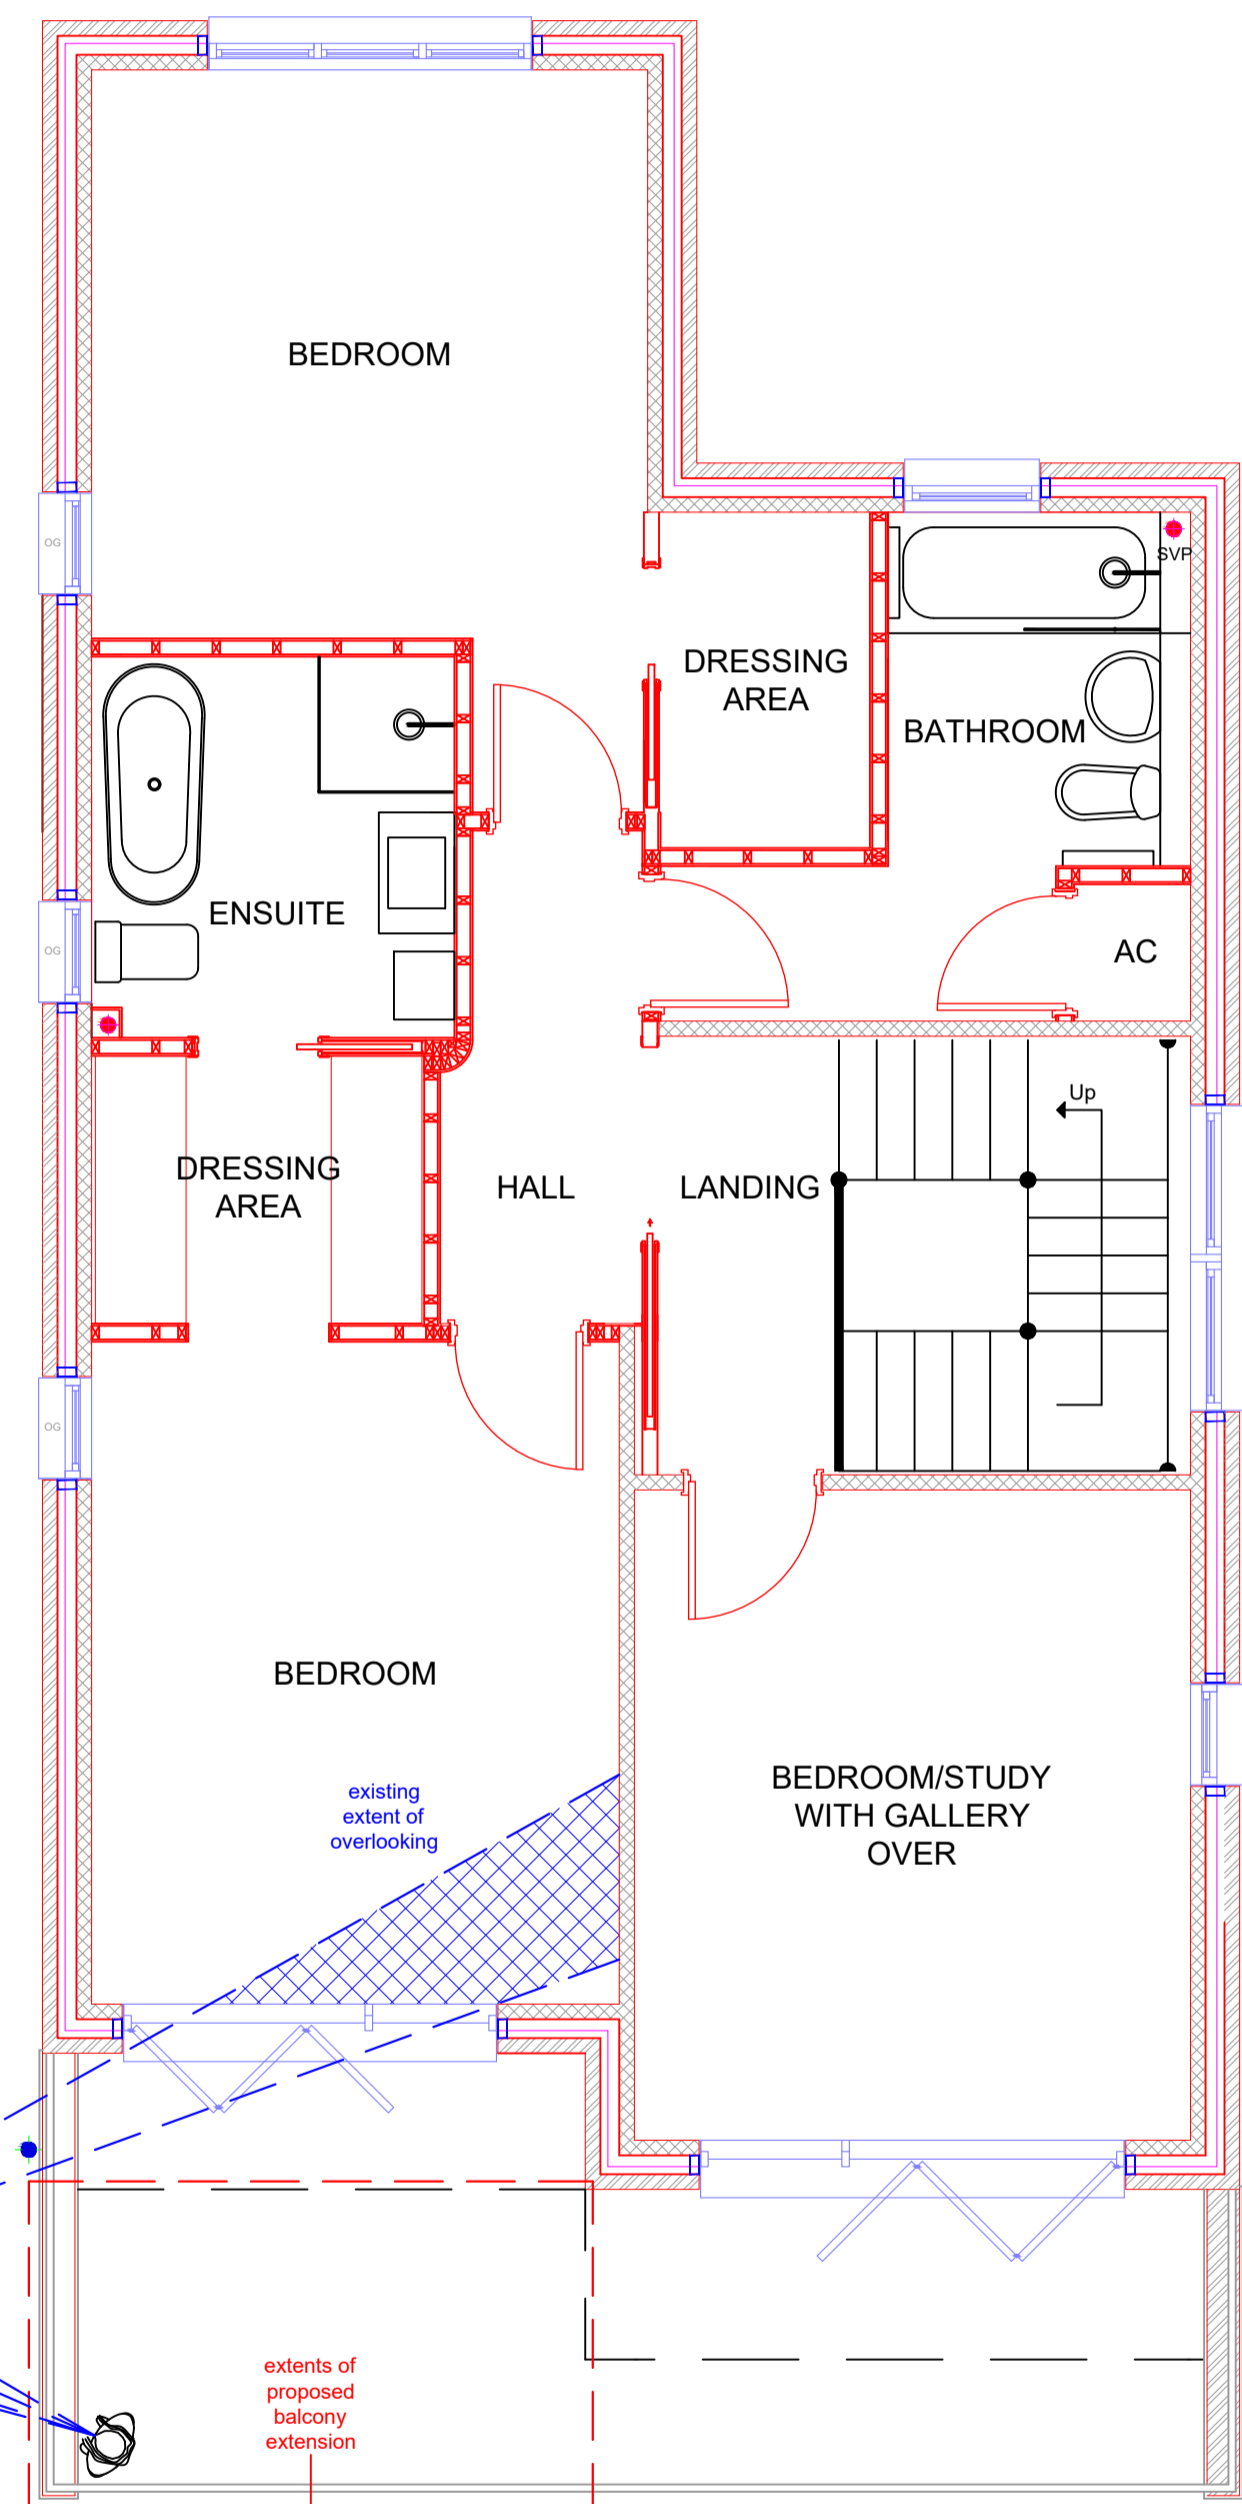 BEDROOM
OG
SVP
DRESSING
AREA
BATHROOM
ENSUITE
OG
AC
Up
DRESSING
AREA
HALL
LANDING
OG
BEDROOM
existing
extent of
overlooking
BEDROOM/STUDY
WITH GALLERY
OVER
extents of
proposed
balcony
extension